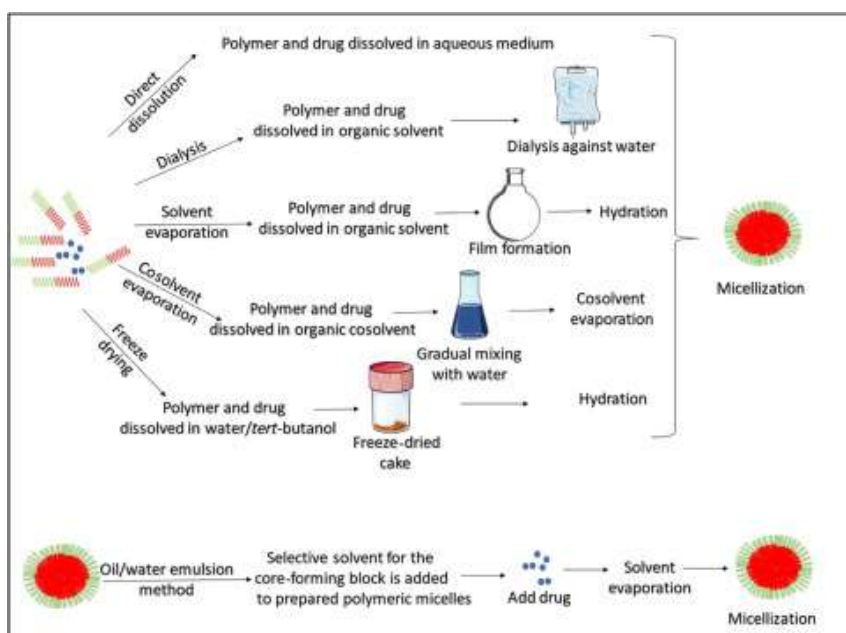 Polymer and drug dissolved in aqueous medium
Direct
dissolution
Polymer and drug
dissolved in organic solvent
Dialysis
Dialysis against water
Solvent
evaporation
Polymer and drug
dissolved in organic solvent
Film formation
Hydration
Micellization
Cosolvent
evaporation
Polymer and drug
dissolved in organic cosolvent
Gradual mixing
with water
Cosolvent
evaporation
Freeze
drying
Polymer and drug
dissolved in water/tert-butanol
Freeze-dried
cake
Hydration
Oil/water emulsion
method
Selective solvent for the
core-forming block is added
to prepared polymeric micelles
Add drug
Solvent
evaporation
Micellization